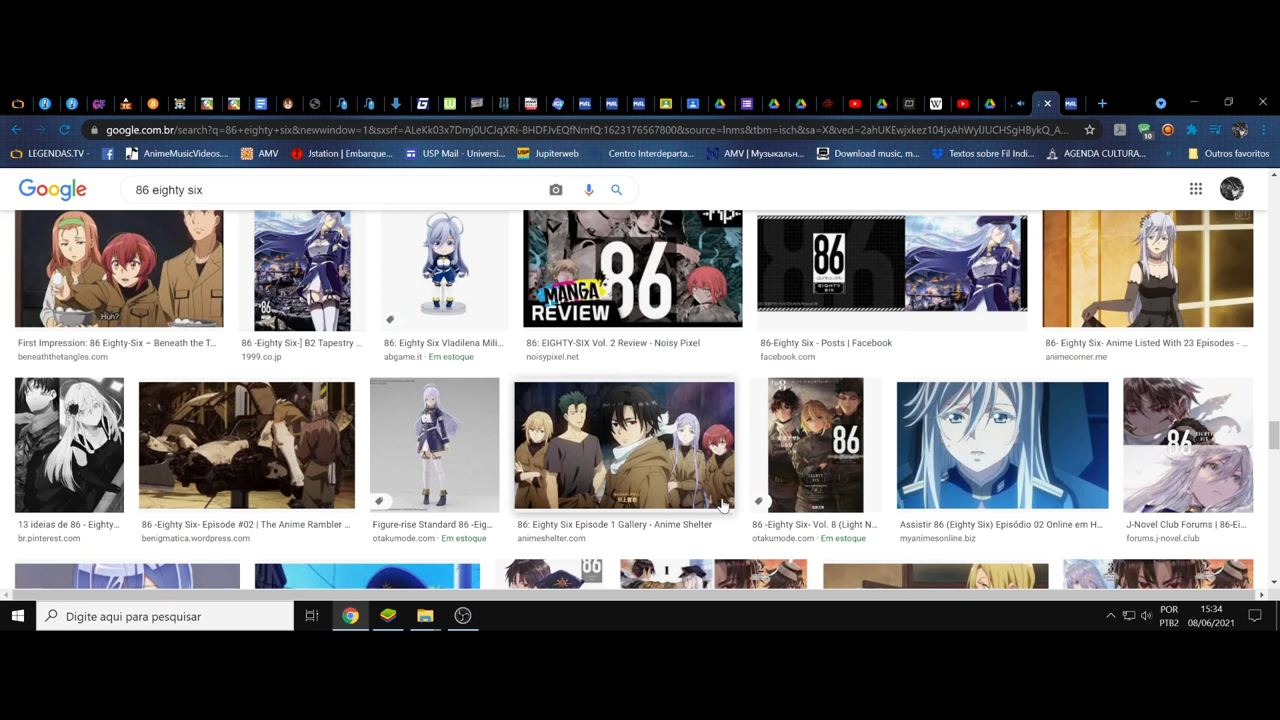 google.com.br/search?q=86+eighty+six&newwindow=1&sxsrf=ALeKk03x7Dmj0UCJqXRi-8HDFJvEQfNmfQ:1623176567800&source=lnms&tbm=isch&sa=X&ved=2ahUKEwjxkez104jxAhWylJUCHSgHBykQ_A...
10
LEGENDAS.TV -
AnimeMusicVideos....
AMV
Jstation | Embarque...
USP Mail - Universi...
Jupiterweb
Centro Interdeparta...
AMV | Музыкальн...
Download music, m...
Textos sobre Fil Indi...
AGENDA CULTURA...
»
Outros favoritos
Google
86 eighty six
Huh?
86
MANGA
REVIEW
86
EIGHTY
SIX
First Impression: 86 Eighty-Six – Beneath the T...
beneaththetangles.com
86 -Eighty Six-] B2 Tapestry ...
1999.co.jp
86: Eighty Six Vladilena Mili...
abgame.it · Em estoque
86: EIGHTY-SIX Vol. 2 Review - Noisy Pixel
noisypixel.net
86-Eighty Six - Posts | Facebook
facebook.com
86- Eighty Six- Anime Listed With 23 Episodes - ...
animecorner.me
86
86
13 ideias de 86 - Eighty...
br.pinterest.com
86 -Eighty Six- Episode #02 | The Anime Rambler ...
benigmatica.wordpress.com
Figure-rise Standard 86 -Eig...
otakumode.com · Em estoque
86: Eighty Six Episode 1 Gallery - Anime Shelter
animeshelter.com
86 -Eighty Six- Vol. 8 (Light N...
otakumode.com · Em estoque
Assistir 86 (Eighty Six) Episódio 02 Online em H...
myanimesonline.biz
J-Novel Club Forums | 86-Ei...
forums.j-novel.club
Digite aqui para pesquisar
POR
PTB2
15:34
08/06/2021